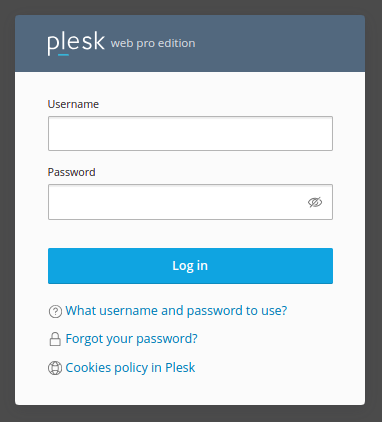 plesk web pro edition
Username
Password
Log in
What username and password to use?
Forgot your password?
Cookies policy in Plesk